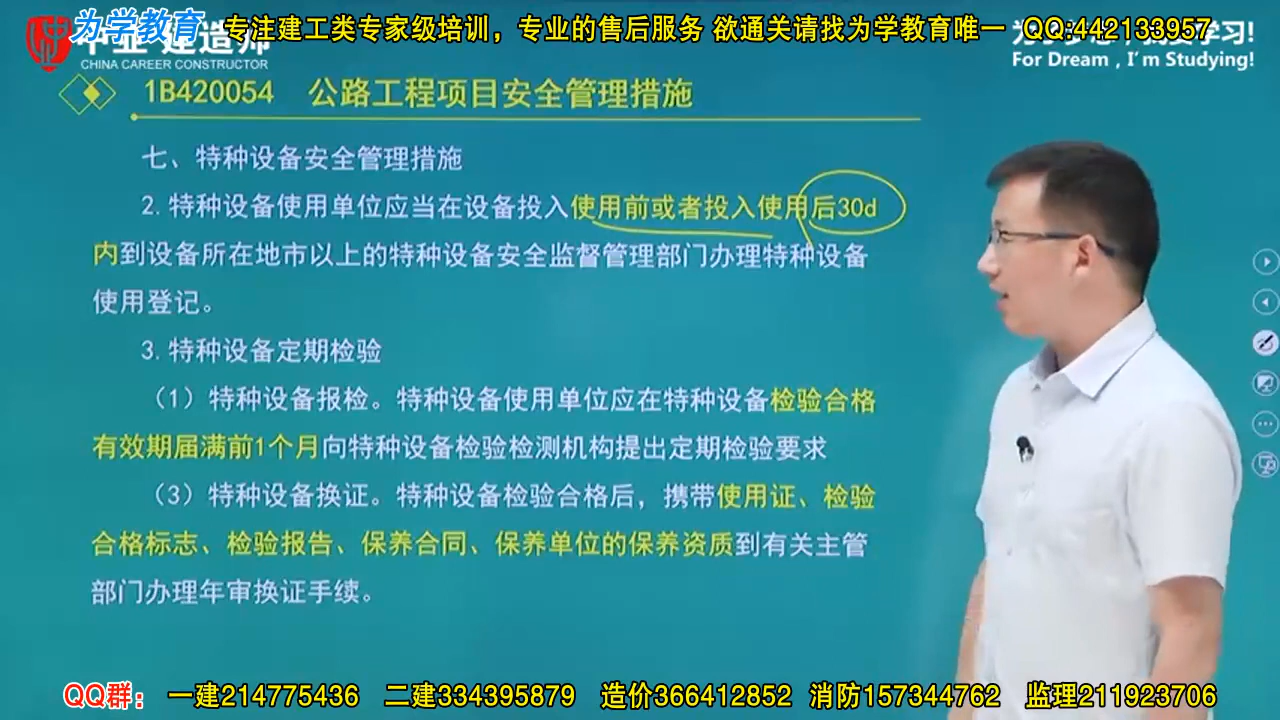 为学教育 专注建工类专家级培训，专业的售后服务 欲通关请找为学教育唯一 QQ:442133957
建造师
学习!
CHINA CAREER CONSTRUCTOR
For Dream , I'm Studying!
1B420054 公路工程项目安全管理措施
七、特种设备安全管理措施
2.特种设备使用单位应当在设备投入使用前或者投入使用后30d
内到设备所在地市以上的特种设备安全监督管理部门办理特种设备
使用登记。
3.特种设备定期检验
（1）特种设备报检。特种设备使用单位应在特种设备检验合格
有效期届满前1个月向特种设备检验检测机构提出定期检验要求
（3）特种设备换证。特种设备检验合格后，携带使用证、检验
合格标志、检验报告、保养合同、保养单位的保养资质到有关主管
部门办理年审换证手续。
QQ群： 一建214775436 二建334395879 造价366412852 消防157344762 监理211923706